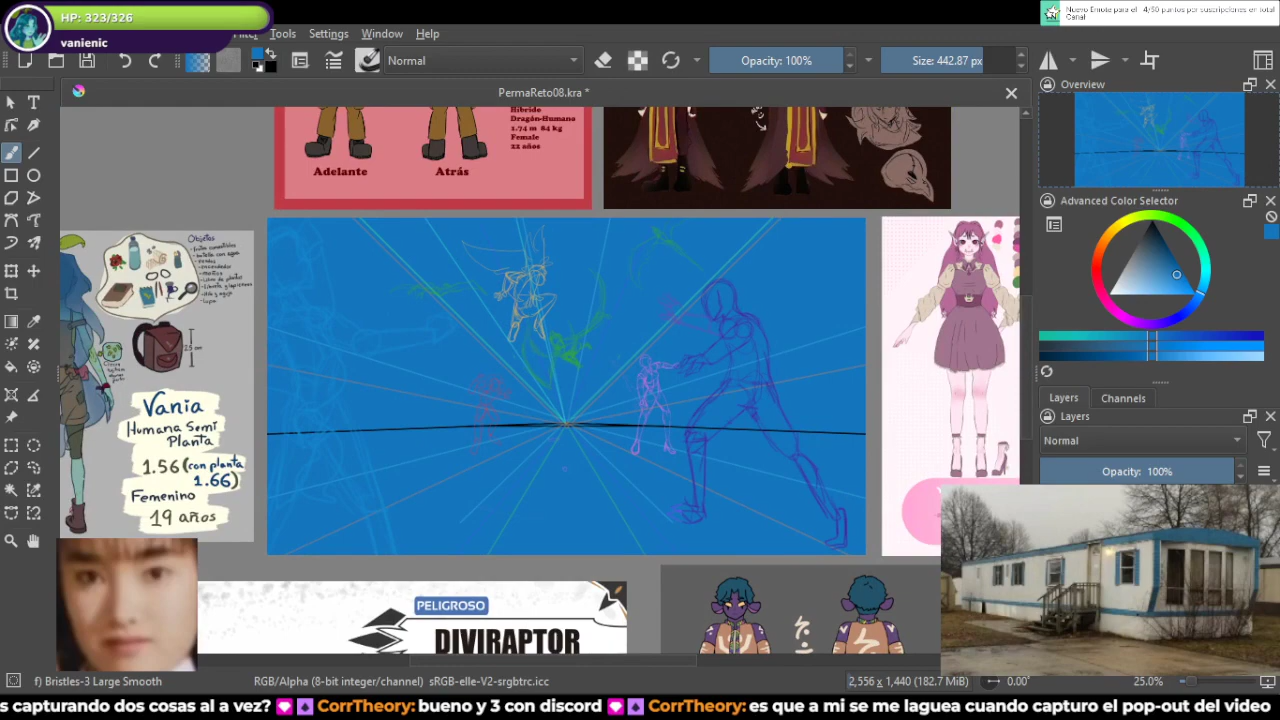 HP: 323/326
vanienic
Nuevo Emote para el Canal
4/50 puntos por suscripciones en total
Tools Settings Window Help
Normal
Opacity: 100%
Size: 442.87 px
PermaReto08.kra *
Overview
Advanced Color Selector
Híbrido
Dragón-Humano
1.74 m 64 kg
Female
22 años
Adelante Atrás
Objetos
Vania
Humana Semi
Planta
1.56 (con planta
1.66)
Femenino
19 años
Layers Channels
Layers
Normal
Opacity: 100%
PELIGROSO
DIVIRAPTOR
f) Bristles-3 Large Smooth
RGB/Alpha (8-bit integer/channel) sRGB-elle-V2-srgbtrc.icc
2,556 x 1,440 (182.7 MiB)
0.00°
25.0%
s capturando dos cosas al a vez? CorrTheory: bueno y 3 con discord CorrTheory: es que a mi se me laguea cuando capturo el pop-out del video